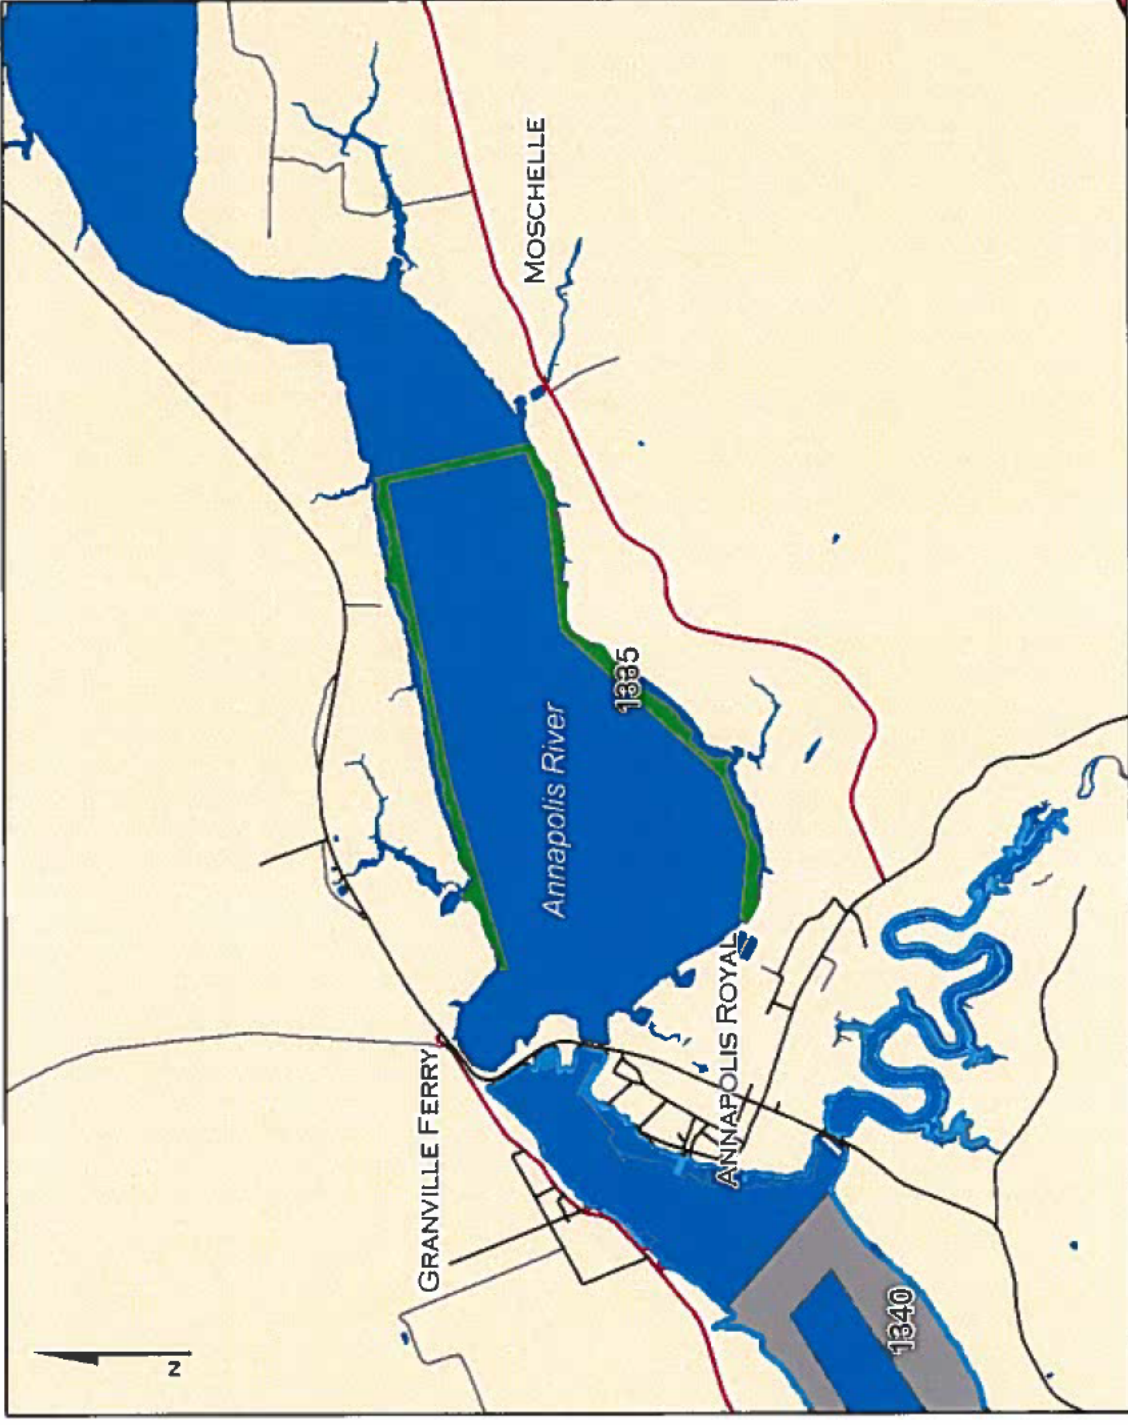 MOSCHELLE
1335
Annapolis River
ANNAPOLIS ROYAL
GRANVILLE FERRY
1340
N